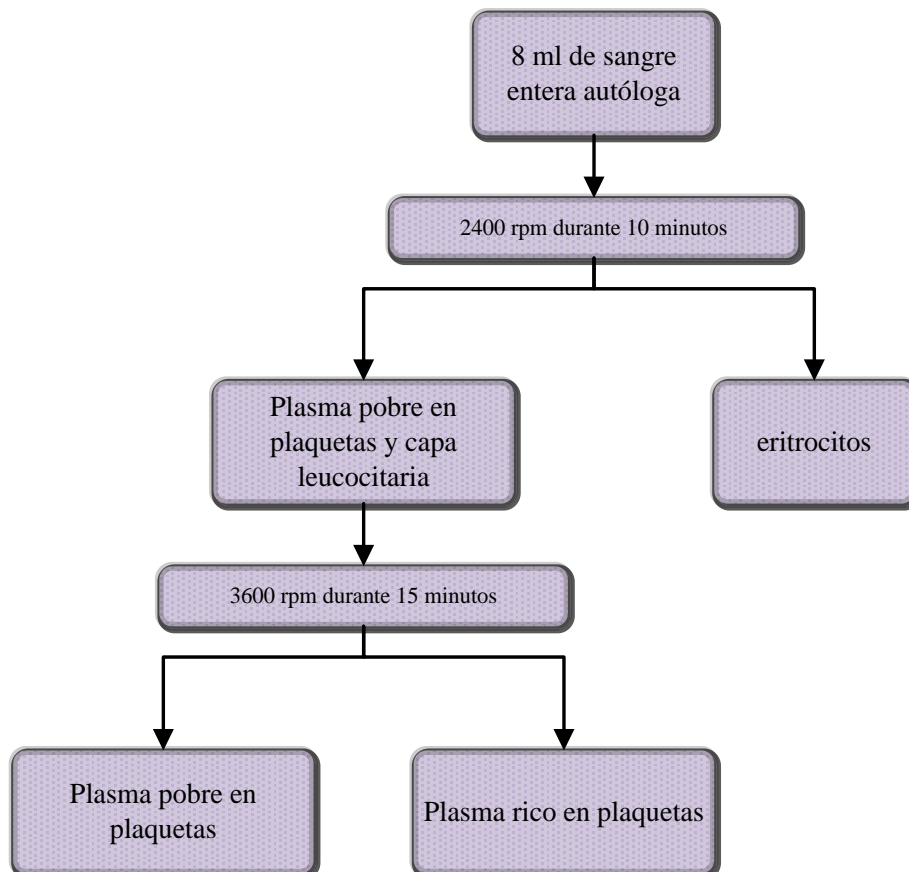 8 ml de sangre
entera autóloga
2400 rpm durante 10 minutos
Plasma pobre en
plaquetas y capa
leucocitaria
eritrocitos
3600 rpm durante 15 minutos
Plasma pobre en
plaquetas
Plasma rico en plaquetas